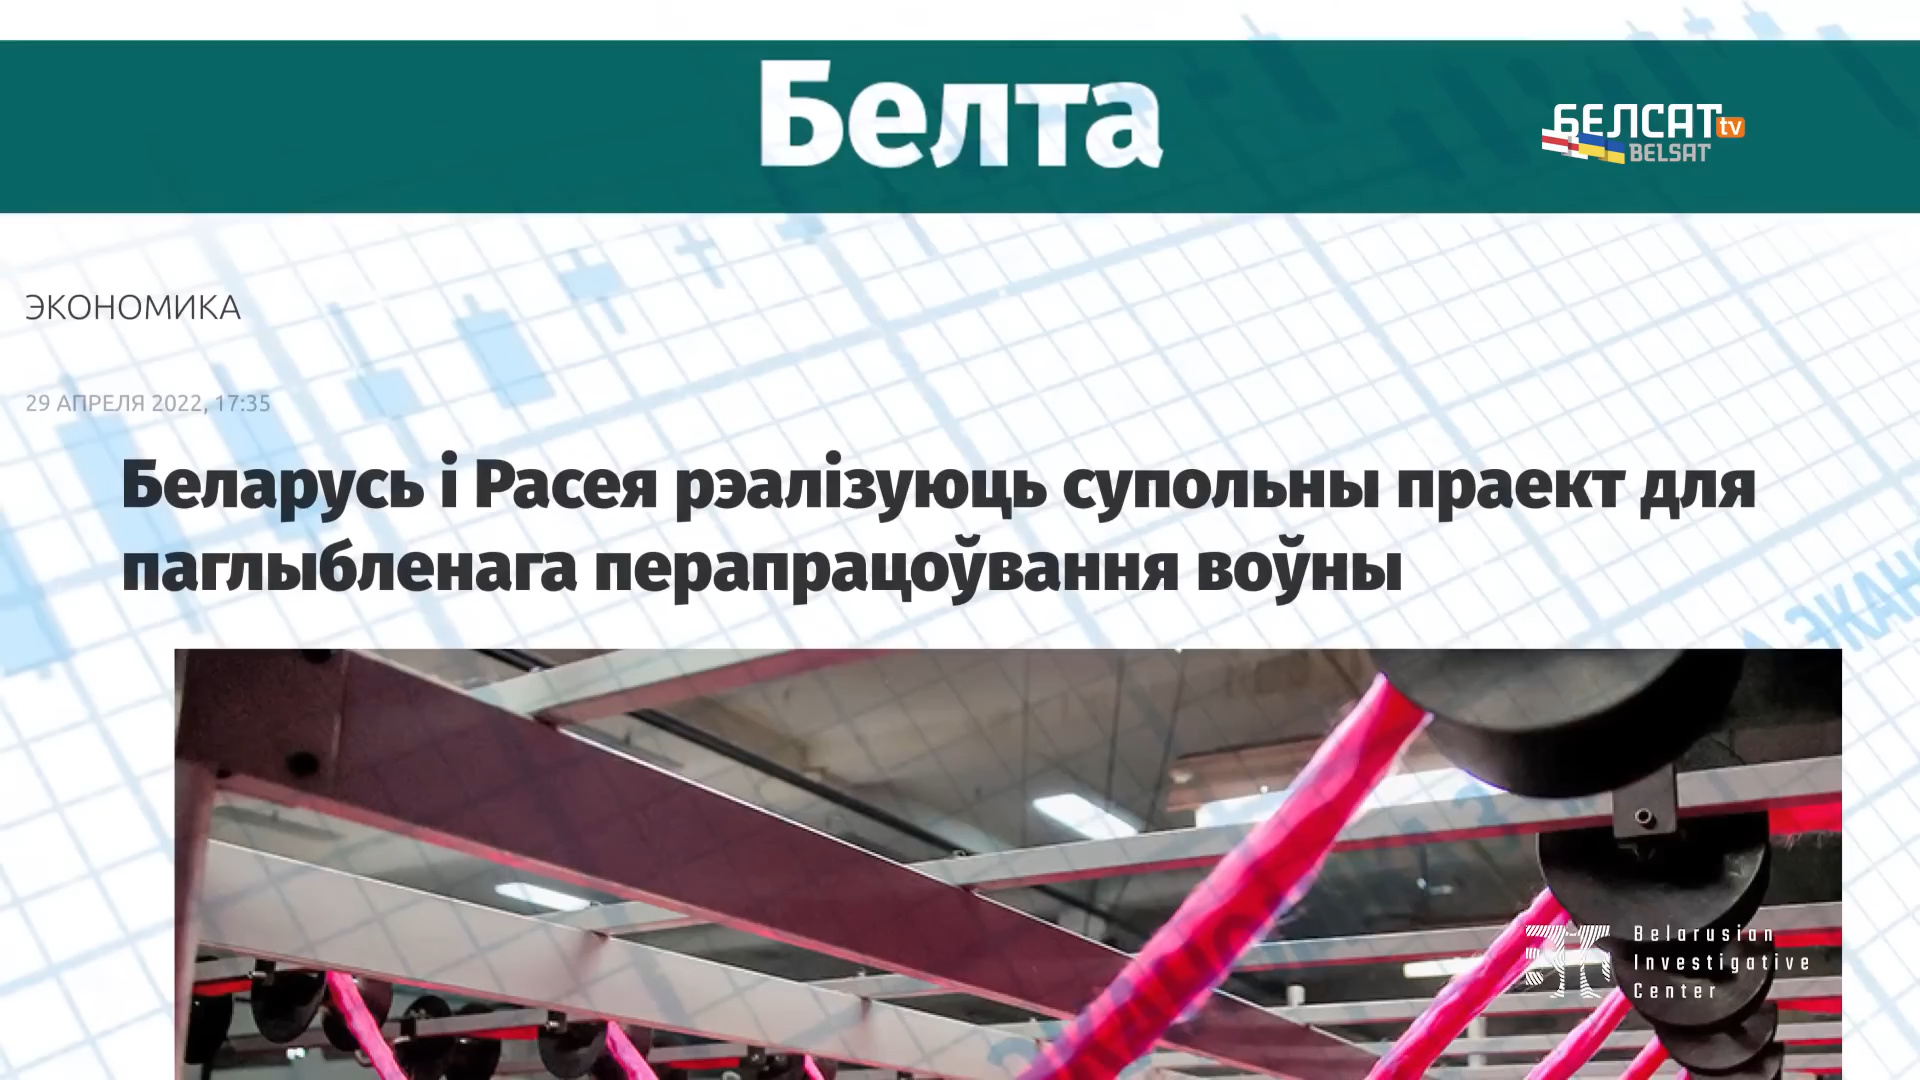 Белта
БЕЛСАТ tv
BELSAT
ЭКОНОМИКА
29 АПРЕЛЯ 2022, 17:35
Беларусь і Расея рэалізуюць супольны праект для
паглыбленага перапрацоўвання воўны
Belarusian
Investigative
Center